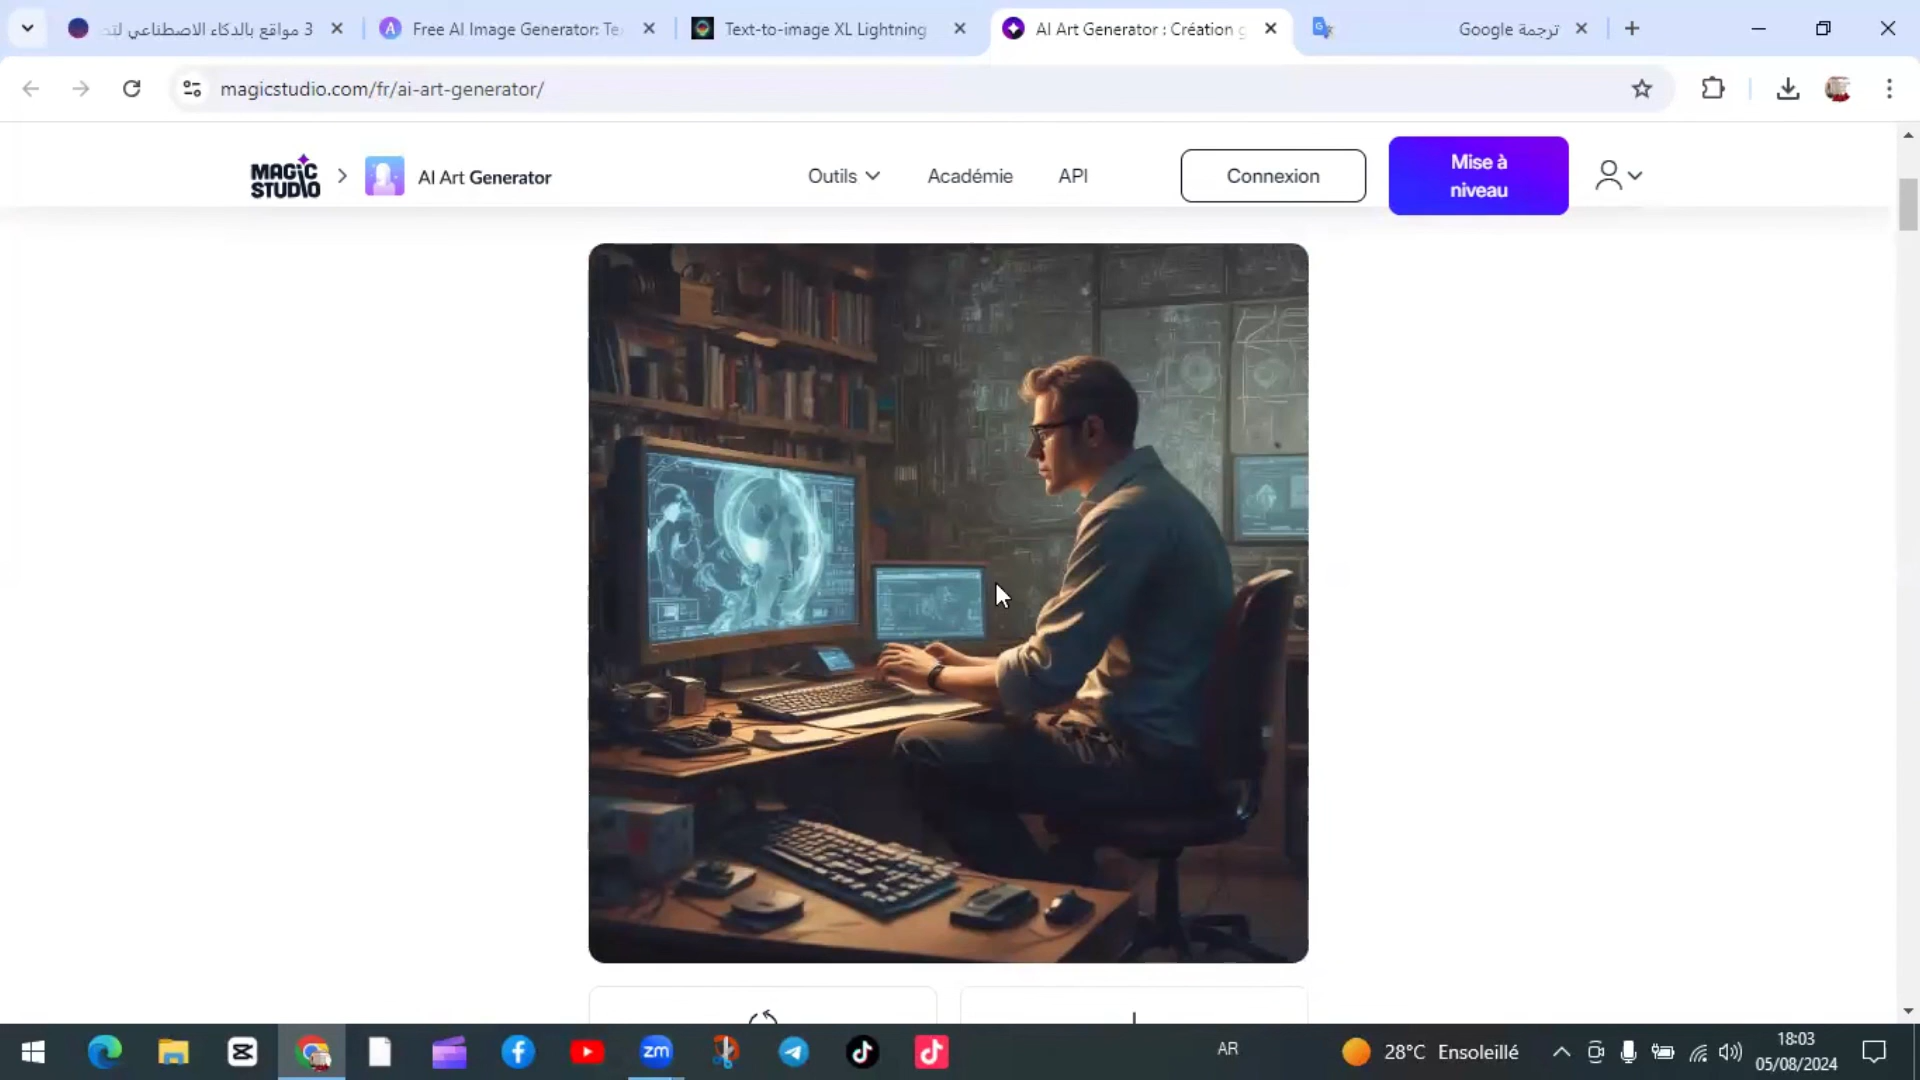 3 مواقع بالدكاء الاصطناعي
Free AI Image Generator: Te
Text-to-image XL Lightning
AI Art Generator : Création g
ترجمة Google
magicstudio.com/fr/ai-art-generator/
MAGIC STUDIO
AI Art Generator
Outils
Académie
API
Connexion
Mise à
niveau
zm
AR
28°C Ensoleillé
18:03
05/08/2024